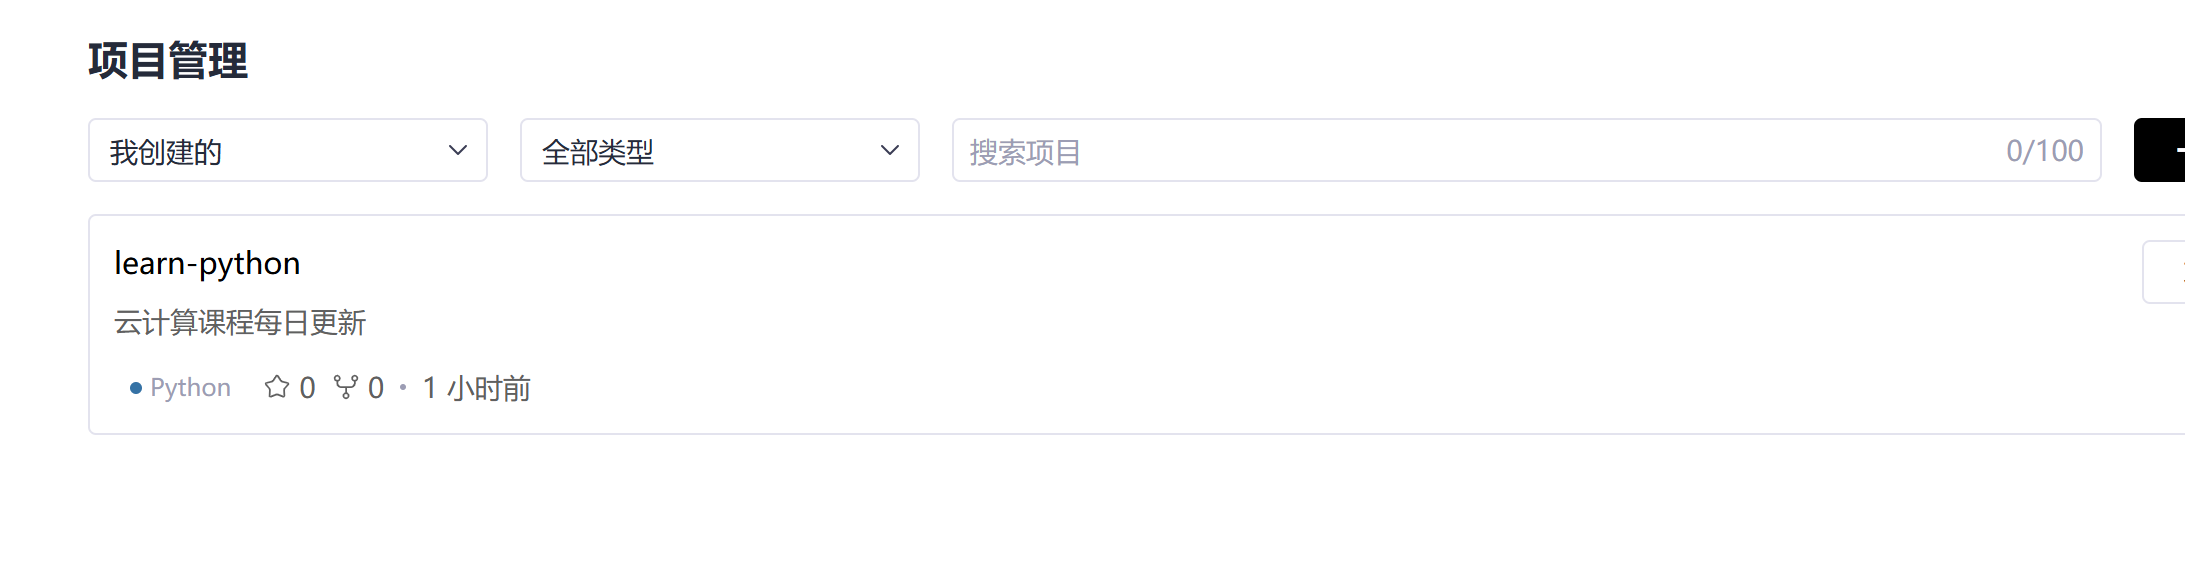 项目管理
我创建的 全部类型 搜索项目 0/100
learn-python
云计算课程每日更新
Python 0 0 • 1 小时前